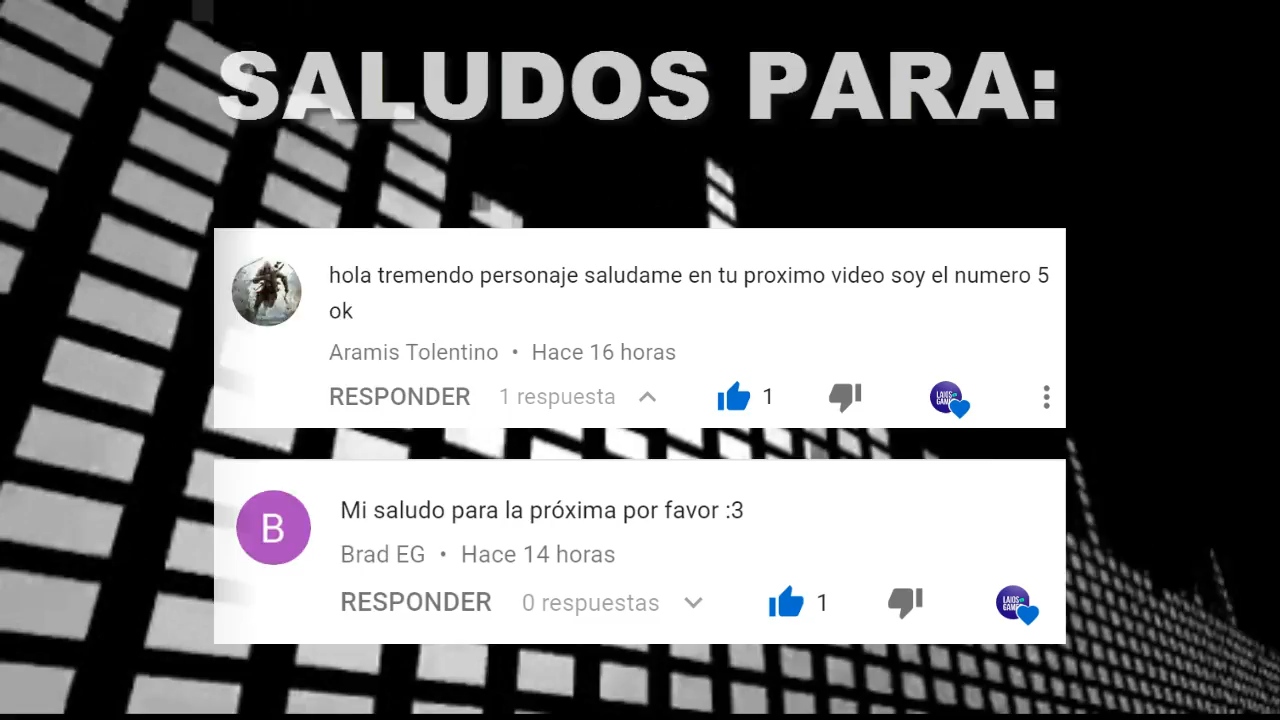 SALUDOS PARA:
hola tremendo personaje saludame en tu proximo video soy el numero 5
ok
Aramis Tolentino • Hace 16 horas
RESPONDER 1 respuesta 1
B
Mi saludo para la próxima por favor :3
Brad EG • Hace 14 horas
RESPONDER 0 respuestas 1